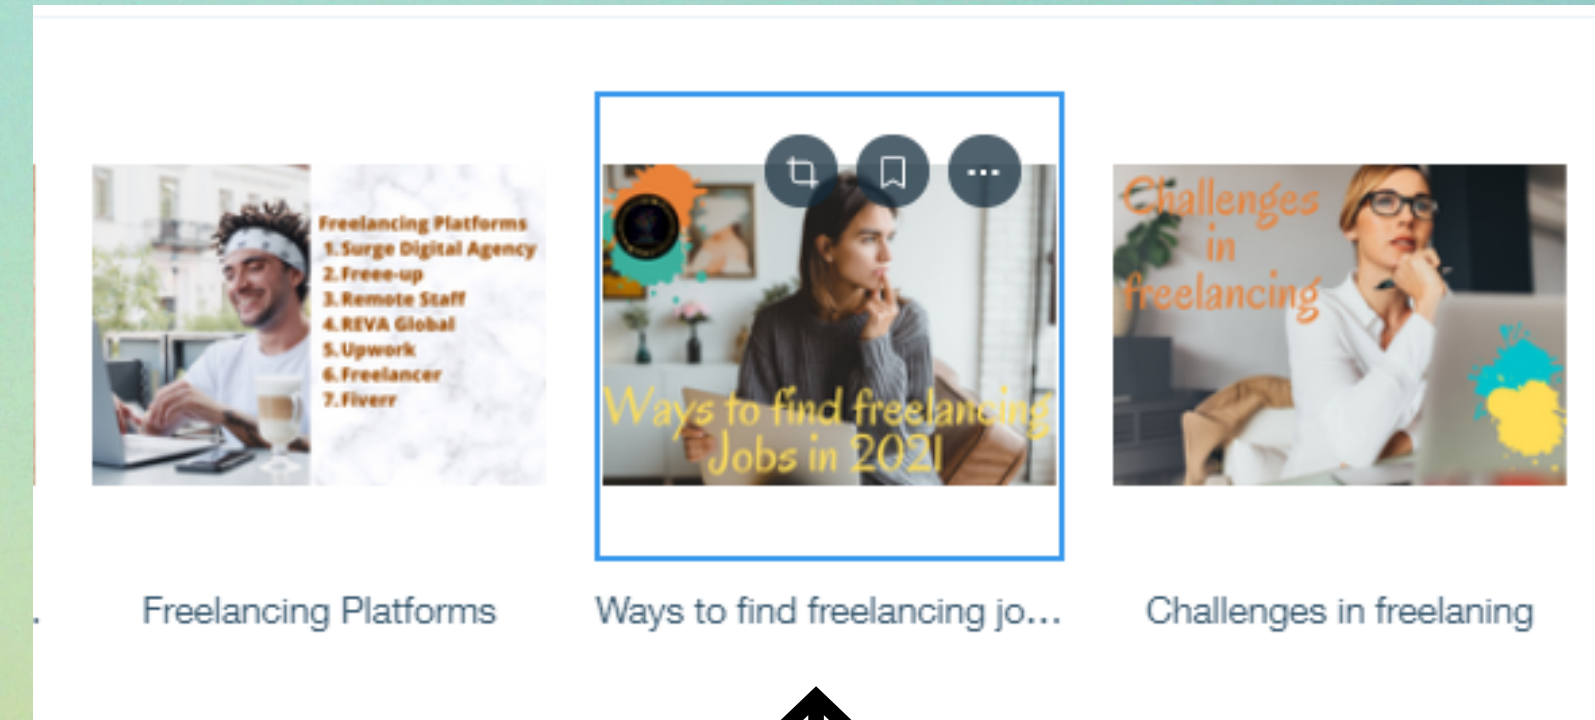 Freelancing Platforms
1. Surge Digital Agency
2. Freee-up
3. Remote Staff
4. REVA Global
5. Upwork
6. Freelancer
7. Fiverr
Freelancing Platforms
Ways to find freelancing
Jobs in 2021
Ways to find freelancing jo...
Challenges
in
freelancing
Challenges in freelaning